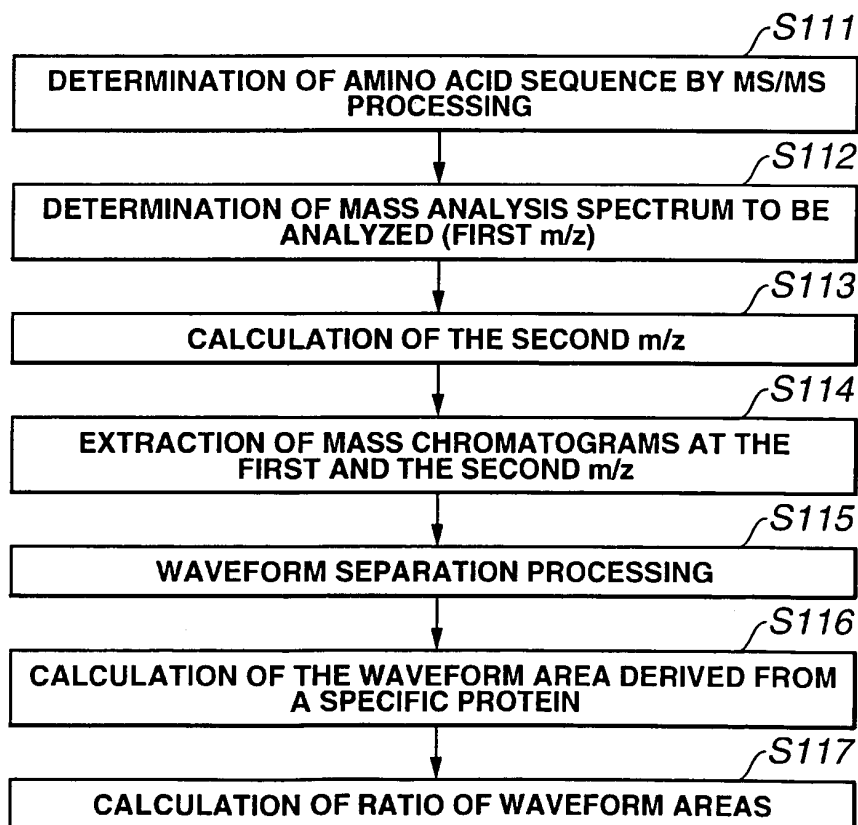 S111
DETERMINATION OF AMINO ACID SEQUENCE BY MS/MS
PROCESSING
S112
DETERMINATION OF MASS ANALYSIS SPECTRUM TO BE
ANALYZED (FIRST m/z)
S113
CALCULATION OF THE SECOND m/z
S114
EXTRACTION OF MASS CHROMATOGRAMS AT THE
FIRST AND THE SECOND m/z
S115
WAVEFORM SEPARATION PROCESSING
S116
CALCULATION OF THE WAVEFORM AREA DERIVED FROM
A SPECIFIC PROTEIN
S117
CALCULATION OF RATIO OF WAVEFORM AREAS